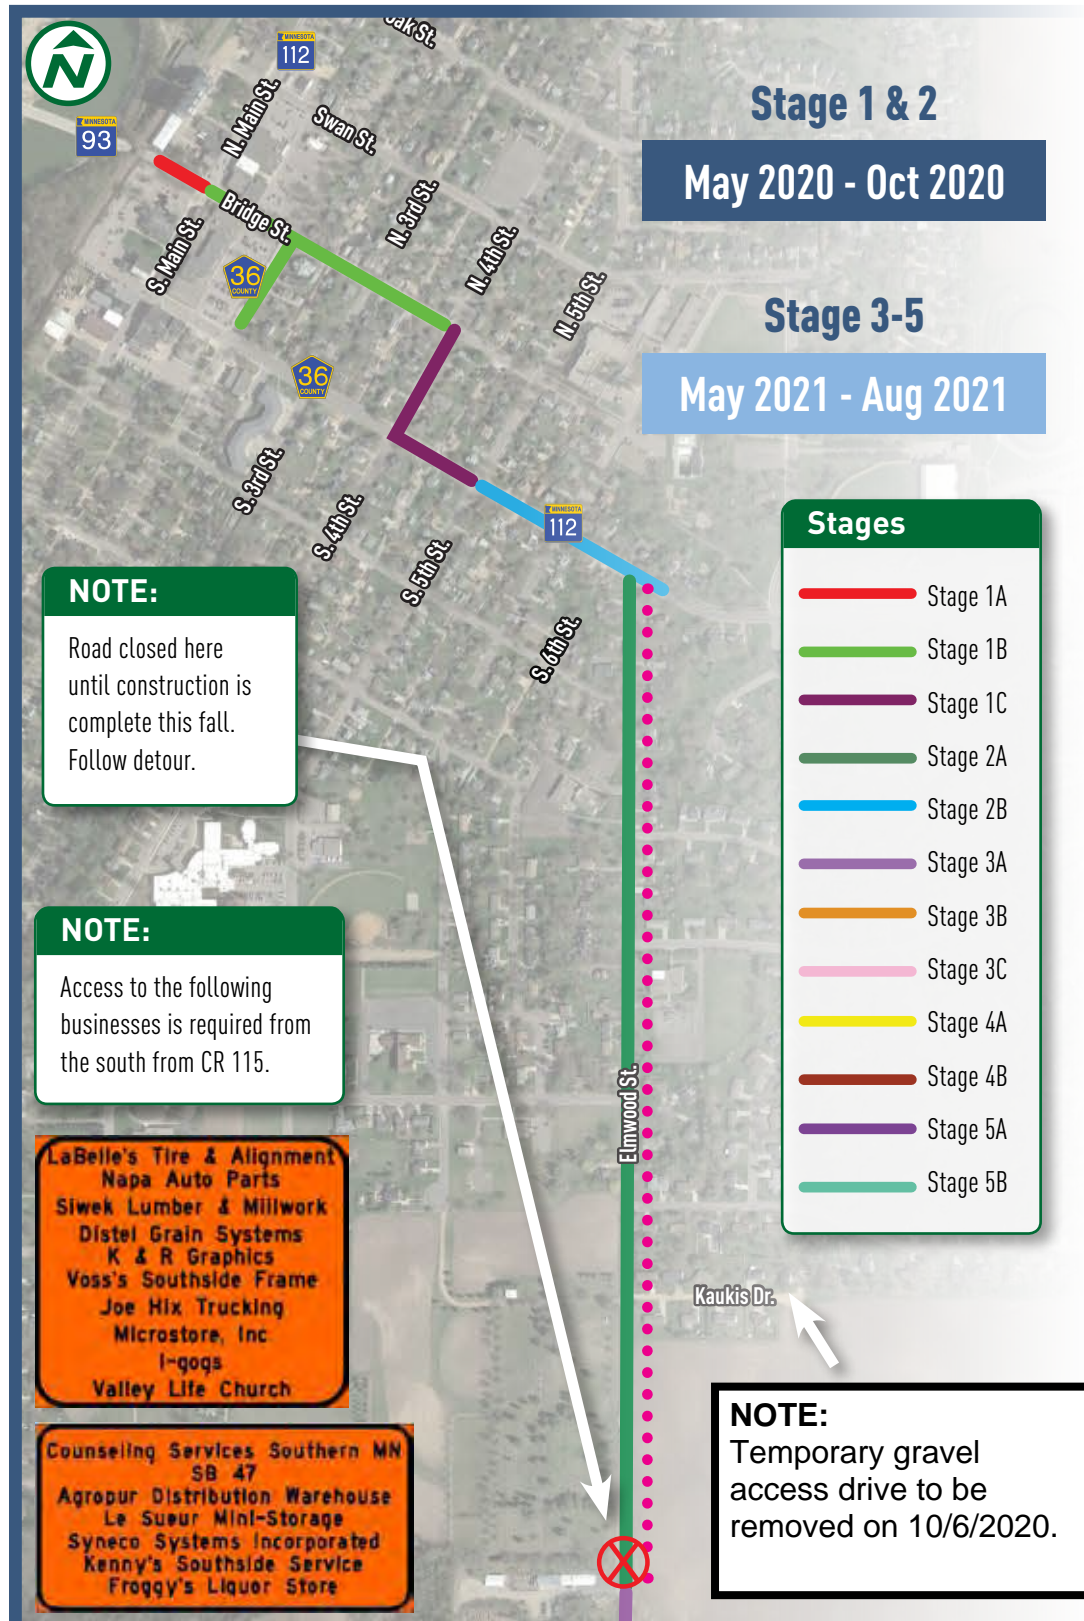 N
MINNESOTA
112
Oak St.
MINNESOTA
93
N. Main St.
Swan St.
Bridge St.
N. 3rd St.
S. Main St.
N. 4th St.
36
COUNTY
N. 5th St.
36
COUNTY
S. 3rd St.
S. 4th St.
MINNESOTA
112
S. 5th St.
S. 6th St.
Elmwood St.
Kaukis Dr.
Stage 1 & 2
May 2020 - Oct 2020
Stage 3-5
May 2021 - Aug 2021
Stages
Stage 1A
Stage 1B
Stage 1C
Stage 2A
Stage 2B
Stage 3A
Stage 3B
Stage 3C
Stage 4A
Stage 4B
Stage 5A
Stage 5B
NOTE:
Road closed here
until construction is
complete this fall.
Follow detour.
NOTE:
Access to the following
businesses is required from
the south from CR 115.
LaBelle's Tire & Alignment
Napa Auto Parts
Siwek Lumber & Millwork
Distel Grain Systems
K & R Graphics
Voss's Southside Frame
Joe Hix Trucking
Microstore, Inc
I-goqs
Valley Life Church
Counseling Services Southern MN
SB 47
Agropur Distribution Warehouse
Le Sueur Mini-Storage
Syneco Systems Incorporated
Kenny's Southside Service
Froggy's Liquor Store
NOTE:
Temporary gravel
access drive to be
removed on 10/6/2020.